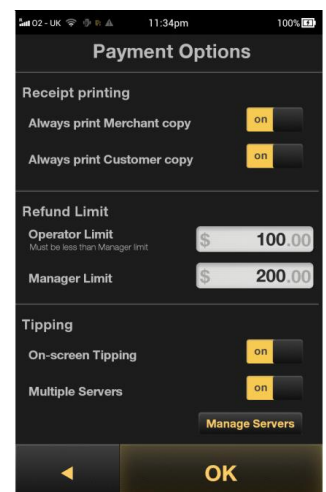 O2 - UK 11:34pm 100%
Payment Options
Receipt printing
Always print Merchant copy on
Always print Customer copy on
Refund Limit
Operator Limit $ 100.00
Must be less than Manager limit
Manager Limit $ 200.00
Tipping
On-screen Tipping on
Multiple Servers on
Manage Servers
OK